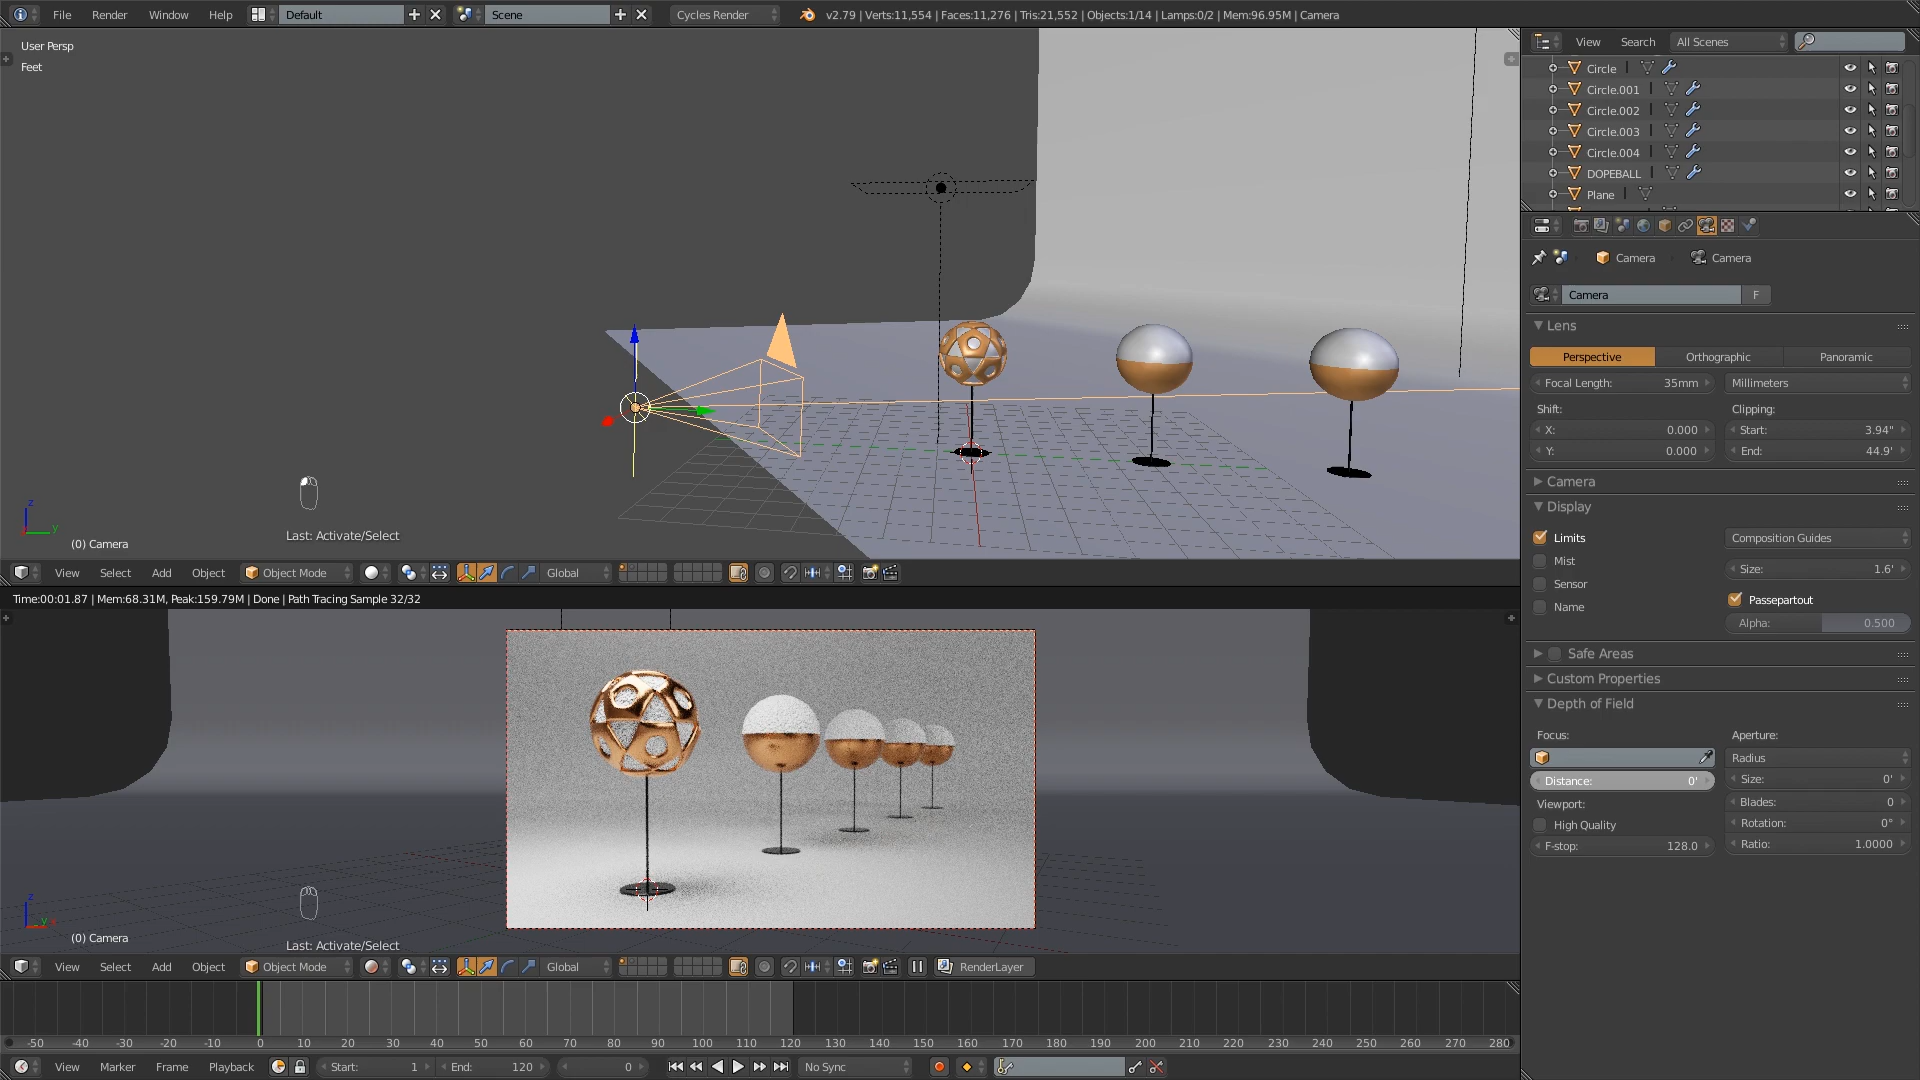 File Render Window Help Default Scene Cycles Render v2.79 | Verts:11,554 | Faces:11,276 | Tris:21,552 | Objects:1/14 | Lamps:0/2 | Mem:96.95M | Camera
User Persp
Feet
View Search All Scenes
Circle
Circle.001
Circle.002
Circle.003
Circle.004
DOPEBALL
Plane
Camera Camera
Camera F
Lens
Perspective Orthographic Panoramic
Focal Length: 35mm Millimeters
Shift: Clipping:
X: 0.000 Start: 3.94"
Y: 0.000 End: 44.9'
Camera
Display
Limits Composition Guides
Mist Size: 1.6'
Sensor Passepartout
Name Alpha: 0.500
Safe Areas
Custom Properties
Depth of Field
Focus: Aperture:
Radius
Distance: 0' Size: 0'
Viewport: Blades: 0
High Quality Rotation: 0°
F-stop: 128.0 Ratio: 1.0000
z
y
Last: Activate/Select
(0) Camera
View Select Add Object Object Mode Global
Time:00:01.87 | Mem:68.31M, Peak:159.79M | Done | Path Tracing Sample 32/32
z
y
(0) Camera
Last: Activate/Select
View Select Add Object Object Mode Global RenderLayer
-50 -40 -30 -20 -10 0 10 20 30 40 50 60 70 80 90 100 110 120 130 140 150 160 170 180 190 200 210 220 230 240 250 260 270 280
View Marker Frame Playback Start: 1 End: 120 0 No Sync